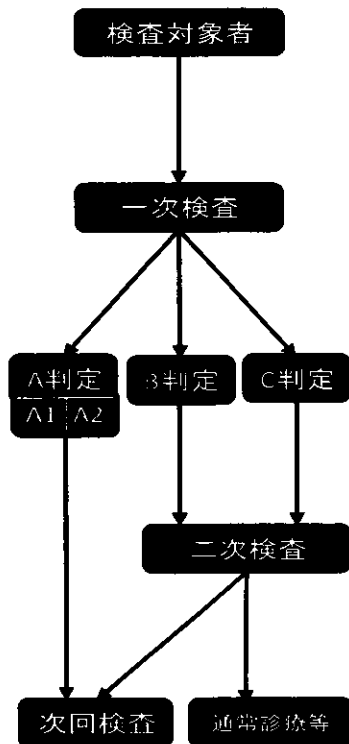 検査対象者
一次検査
A判定
B判定
C判定
A1 A2
二次検査
次回検査
通常診療等